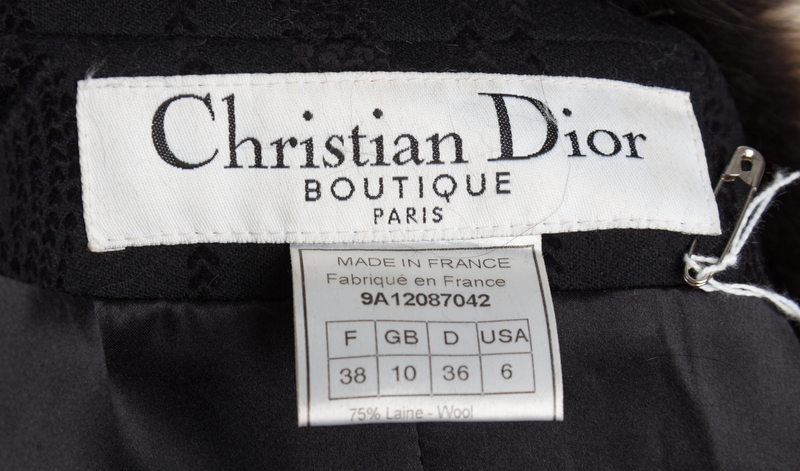 Christian Dior
BOUTIQUE
PARIS
MADE IN FRANCE
Fabriqué en France
9A12087042
F GB D USA
38 10 36 6
75% Laine - Wool